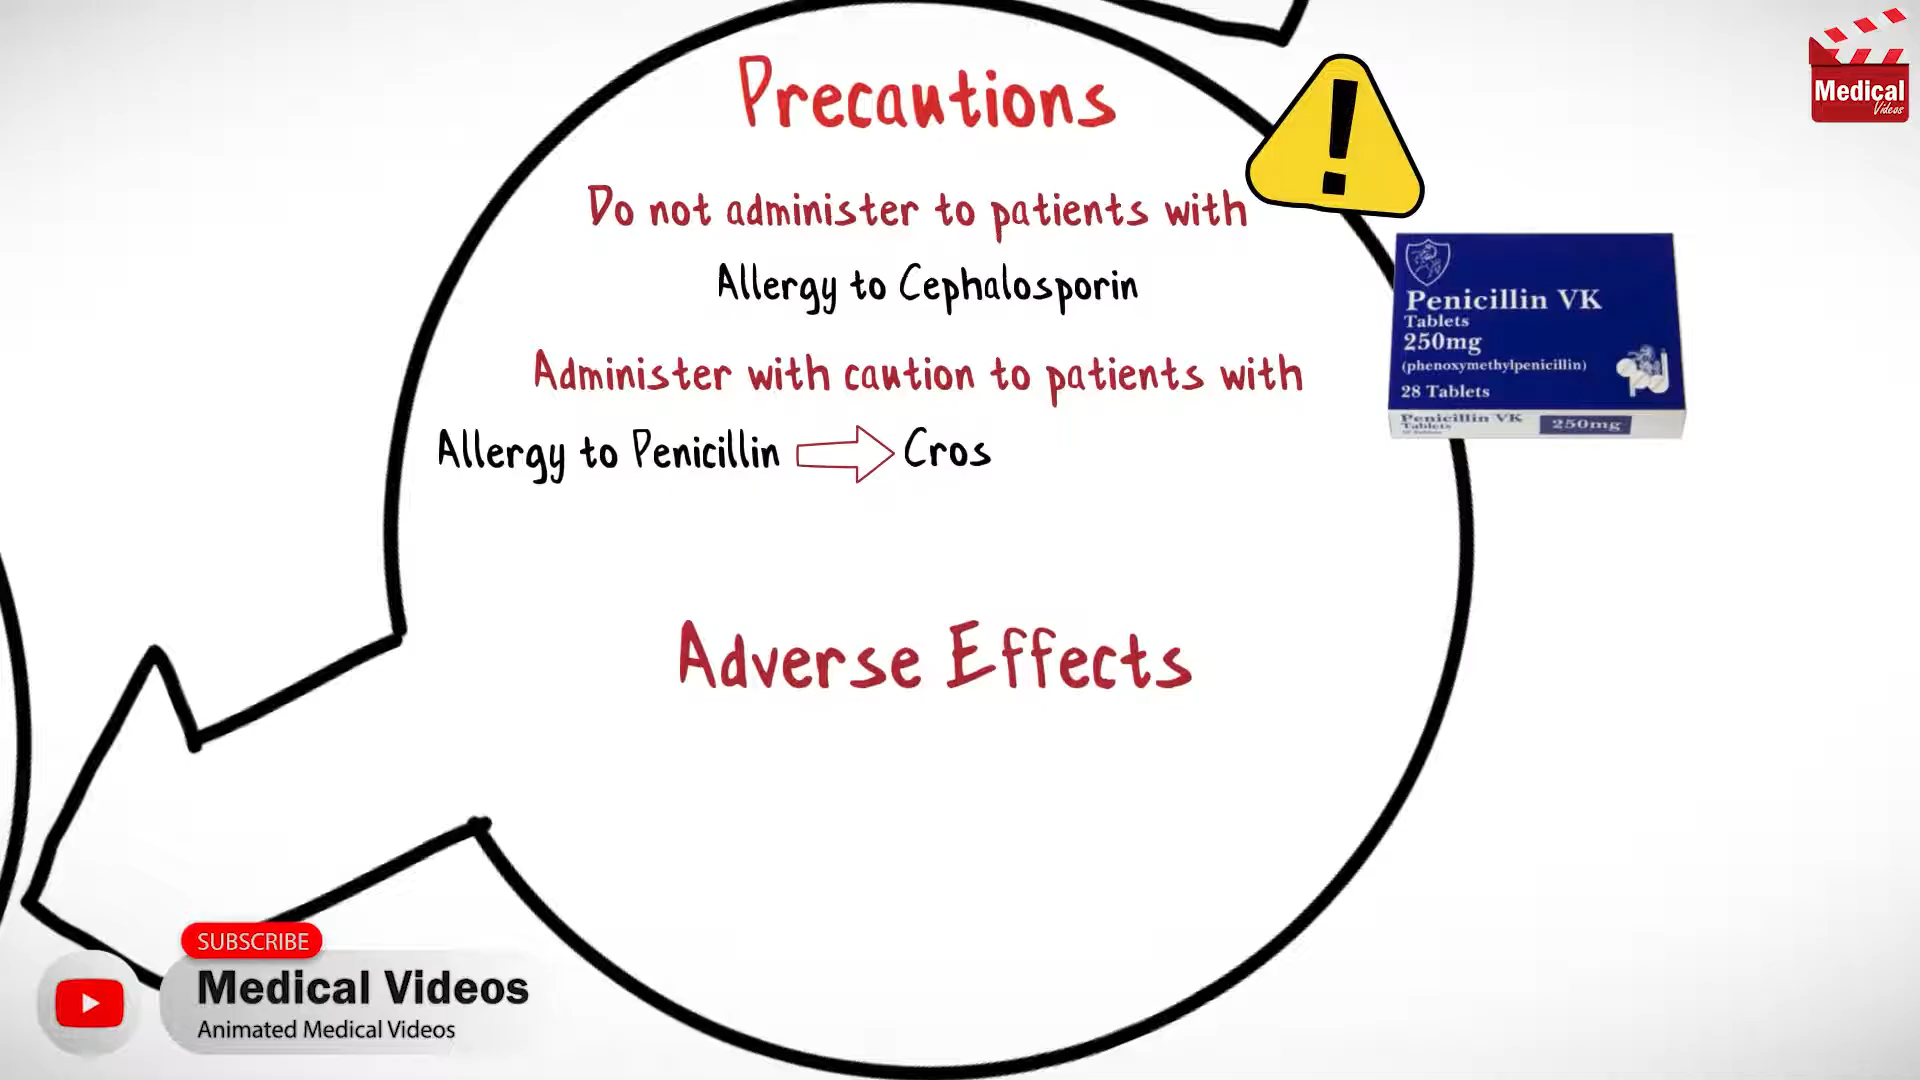 Precautions
Do not administer to patients with
Allergy to Cephalosporin
Administer with caution to patients with
Allergy to Penicillin Cros
Adverse Effects
Medical
Videos
Penicillin VK
Tablets
250mg
(phenoxymethylpenicillin)
28 Tablets
Penicillin VK
Tablets
250mg
SUBSCRIBE
Medical Videos
Animated Medical Videos